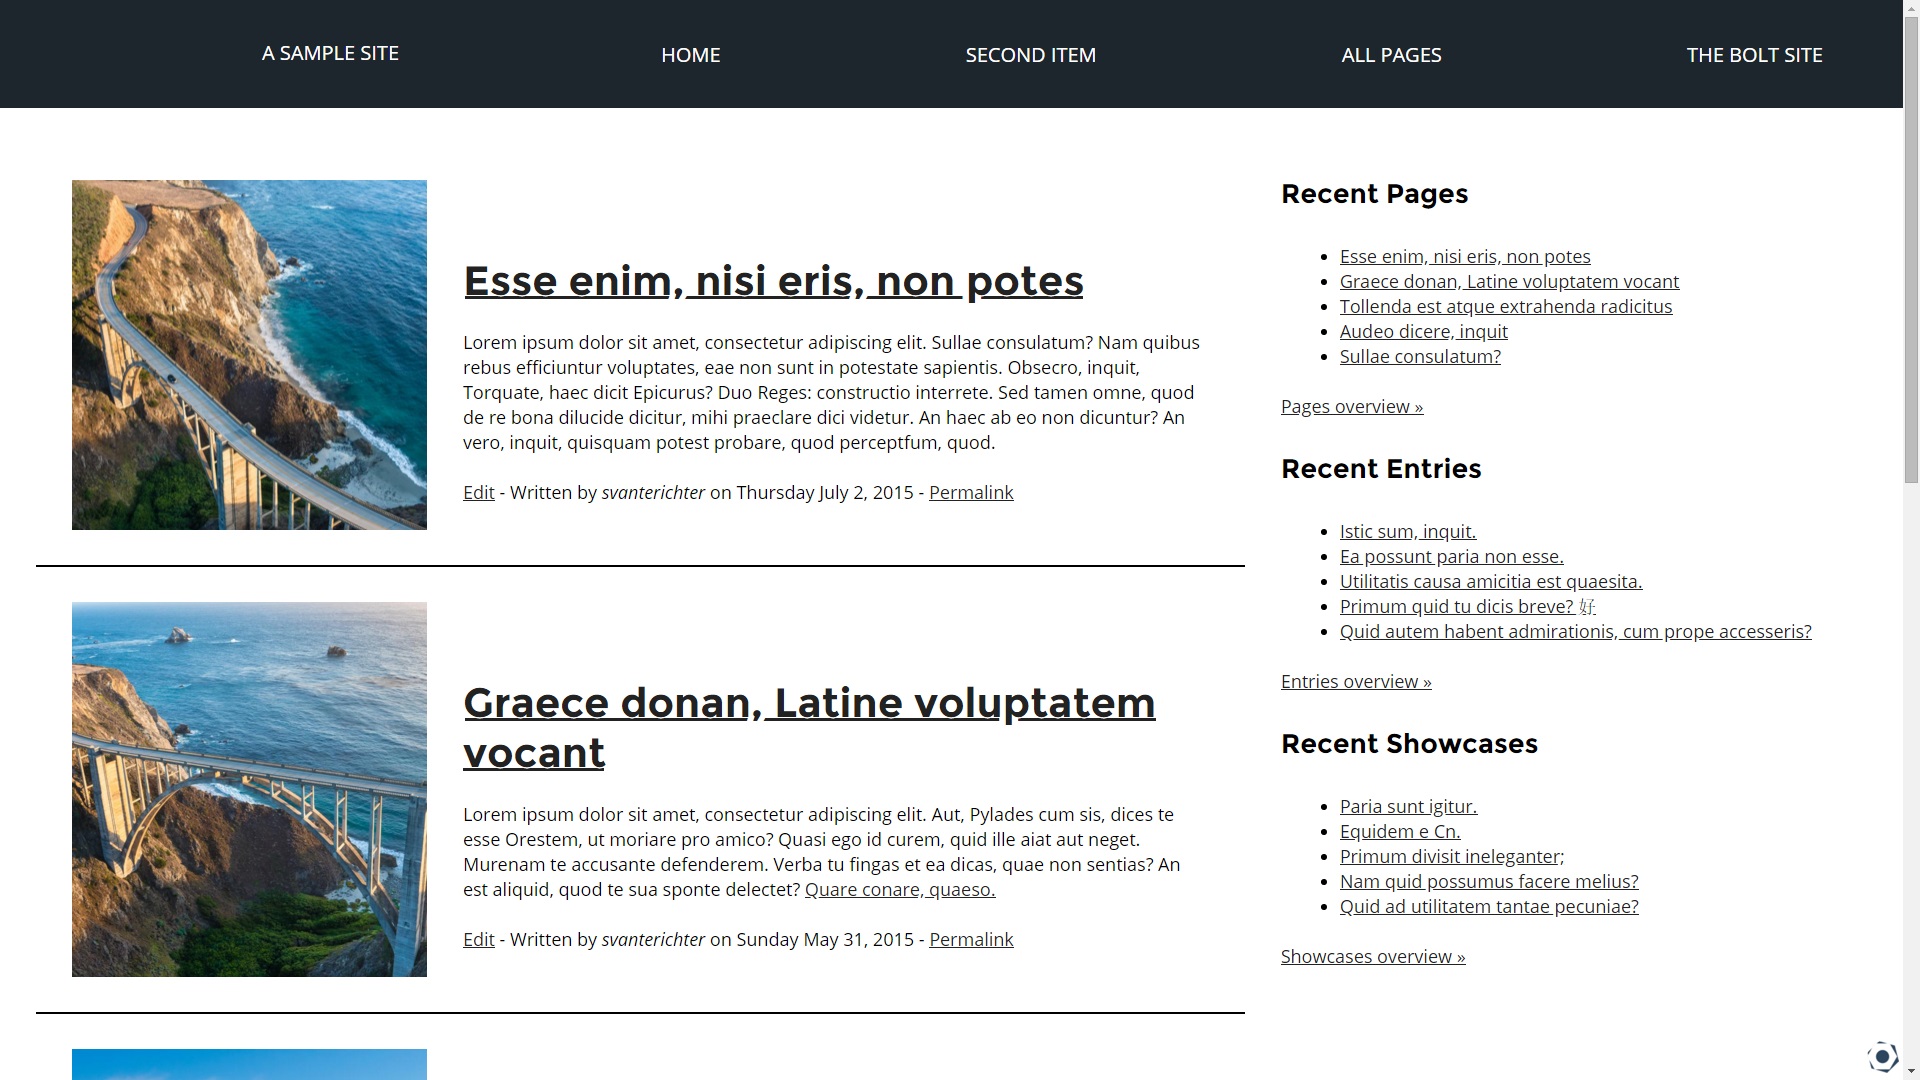 A SAMPLE SITE
HOME
SECOND ITEM
ALL PAGES
THE BOLT SITE
Esse enim, nisi eris, non potes
Lorem ipsum dolor sit amet, consectetur adipiscing elit. Sullae consulatum? Nam quibus
rebus efficiuntur voluptates, eae non sunt in potestate sapientis. Obsecro, inquit,
Torquate, haec dicit Epicurus? Duo Reges: constructio interrete. Sed tamen omne, quod
de re bona dilucide dicitur, mihi praeclare dici videtur. An haec ab eo non dicuntur? An
vero, inquit, quisquam potest probare, quod perceptfum, quod.
Edit - Written by svanterichter on Thursday July 2, 2015 - Permalink
Graece donan, Latine voluptatem
vocant
Lorem ipsum dolor sit amet, consectetur adipiscing elit. Aut, Pylades cum sis, dices te
esse Orestem, ut moriare pro amico? Quasi ego id curem, quid ille aiat aut neget.
Murenam te accusante defenderem. Verba tu fingas et ea dicas, quae non sentias? An
est aliquid, quod te sua sponte delectet? Quare conare, quaeso.
Edit - Written by svanterichter on Sunday May 31, 2015 - Permalink
Recent Pages
Esse enim, nisi eris, non potes
Graece donan, Latine voluptatem vocant
Tollenda est atque extrahenda radicitus
Audeo dicere, inquit
Sullae consulatum?
Pages overview »
Recent Entries
Istic sum, inquit.
Ea possunt paria non esse.
Utilitatis causa amicitia est quaesita.
Primum quid tu dicis breve? 好
Quid autem habent admirationis, cum prope accesseris?
Entries overview »
Recent Showcases
Paria sunt igitur.
Equidem e Cn.
Primum divisit ineleganter;
Nam quid possumus facere melius?
Quid ad utilitatem tantae pecuniae?
Showcases overview »